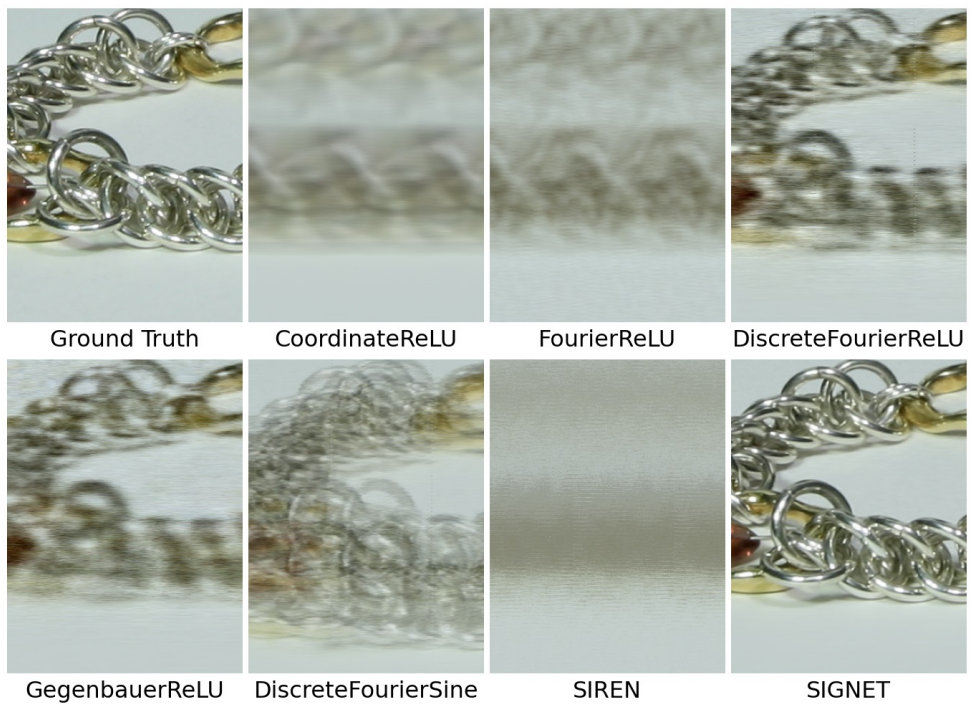 Ground Truth
CoordinateReLU
FourierReLU
DiscreteFourierReLU
GegenbauerReLU
DiscreteFourierSine
SIREN
SIGNET